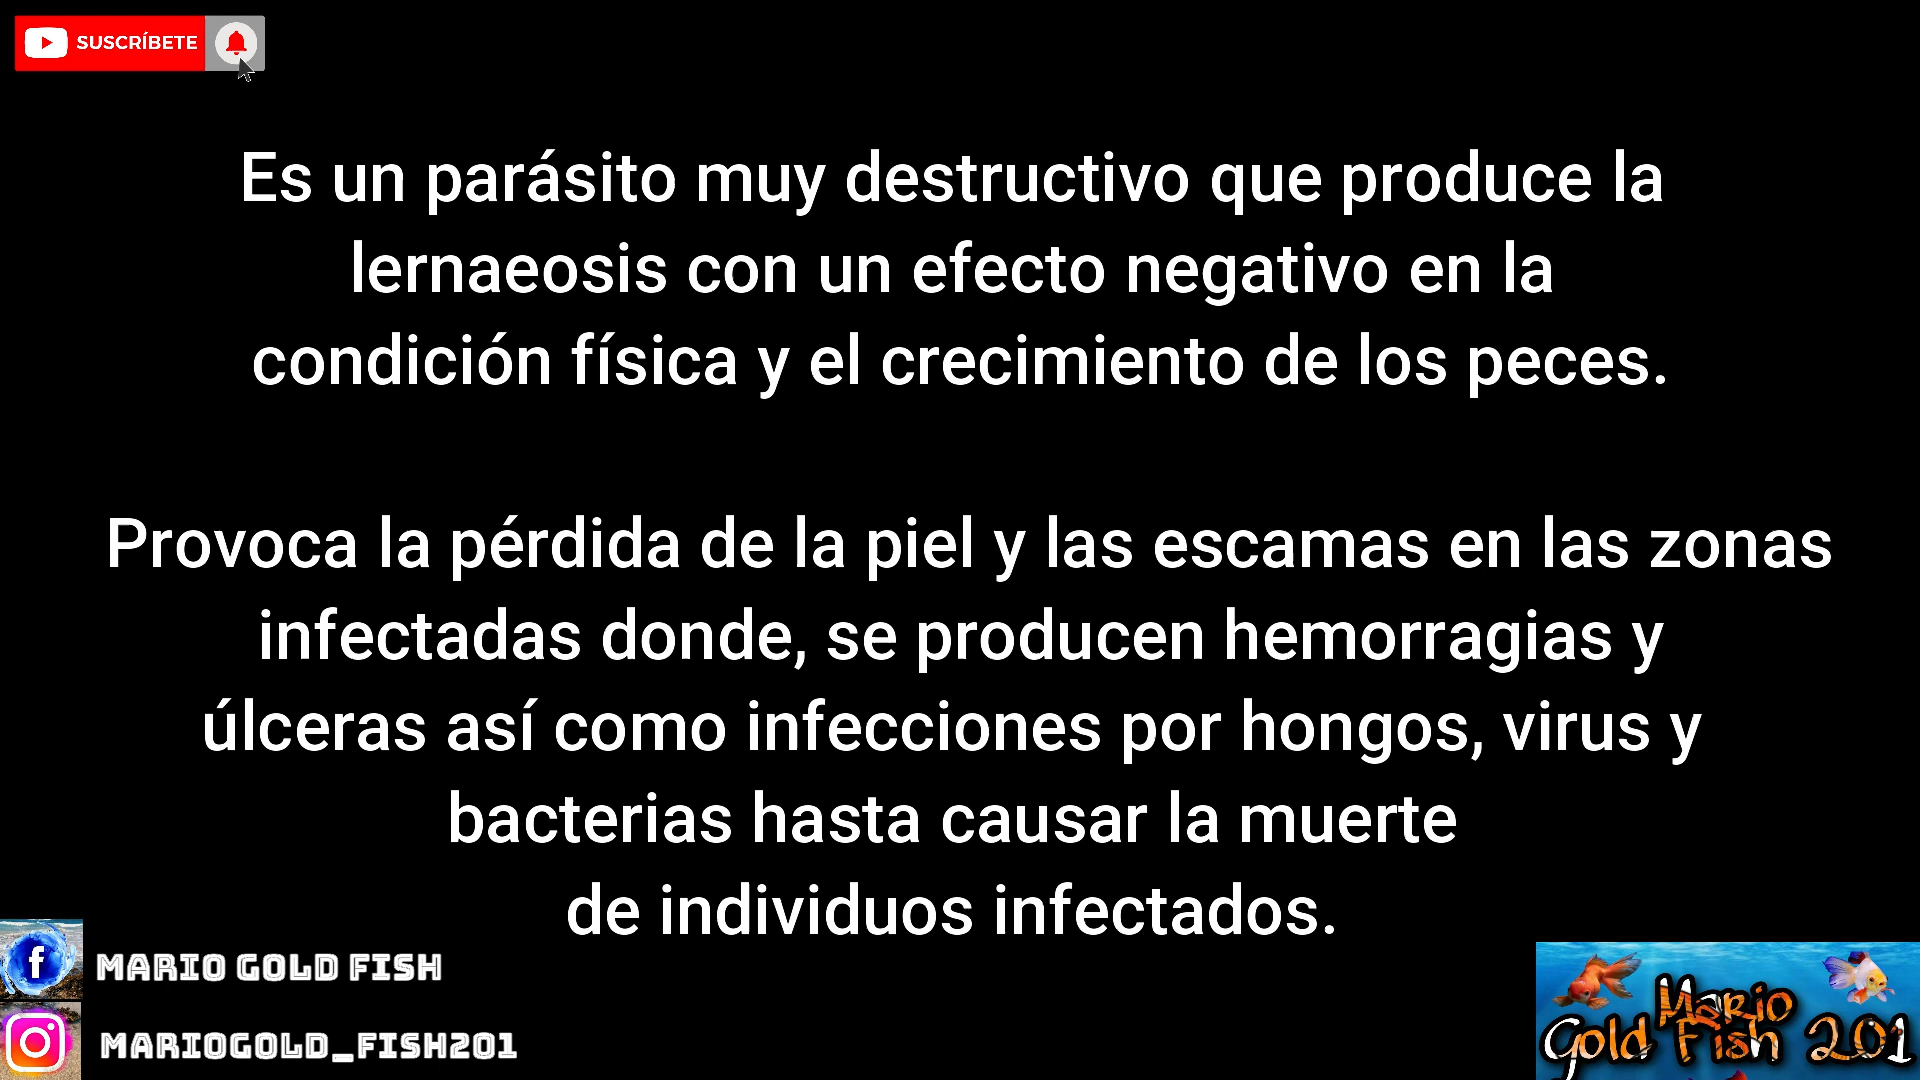 SUSCRÍBETE
Es un parásito muy destructivo que produce la
lernaeosis con un efecto negativo en la
condición física y el crecimiento de los peces.
Provoca la pérdida de la piel y las escamas en las zonas
infectadas donde, se producen hemorragias y
úlceras así como infecciones por hongos, virus y
bacterias hasta causar la muerte
de individuos infectados.
f
MARIO GOLD FISH
MARIOGOLD_FISH201
Mario
Gold Fish 201